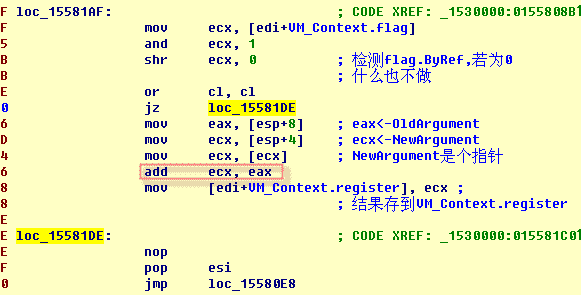 F loc_15581AF: ; CODE XREF: _1530000:0155808B↑
F mov ecx, [edi+VM_Context.flag]
5 and ecx, 1
B shr ecx, 0 ; 检测flag.ByRef,若为0
B ; 什么也不做
E or cl, cl
0 jz loc_15581DE
6 mov eax, [esp+8] ; eax<-OldArgument
D mov ecx, [esp+4] ; ecx<-NewArgument
4 mov ecx, [ecx] ; NewArgument是个指针
6 add ecx, eax
8 mov [edi+VM_Context.register], ecx ;
8 ; 结果存到VM_Context.register
E
E loc_15581DE: ; CODE XREF: _1530000:015581C0↑
E nop
F pop esi
0 jmp loc_15580E8